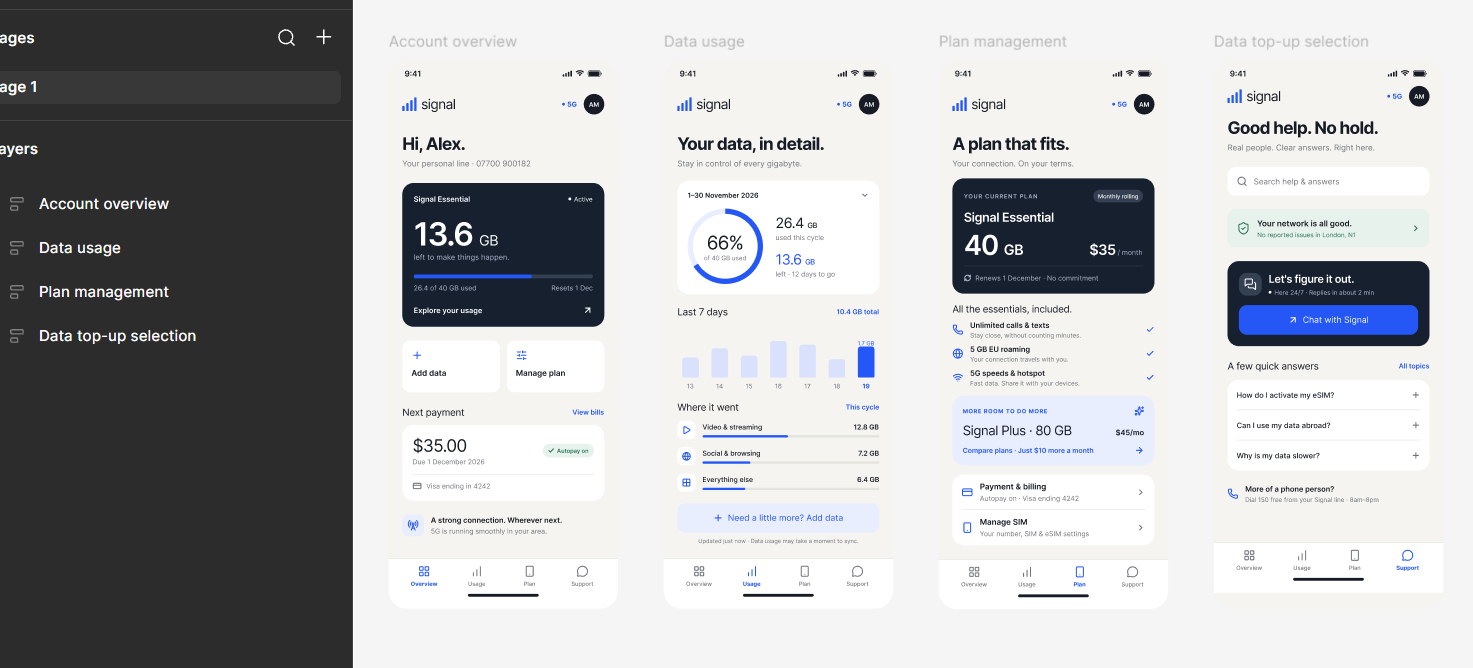 ages
age 1
ayers
Account overview
Data usage
Plan management
Data top-up selection
Account overview
9:41
signal
• 5G
AM
Hi, Alex.
Your personal line · 07700 900182
Signal Essential
• Active
13.6 GB
left to make things happen.
26.4 of 40 GB used
Resets 1 Dec
Explore your usage
Add data
Manage plan
Next payment
View bills
$35.00
Due 1 December 2026
Autopay on
Visa ending in 4242
A strong connection. Wherever next.
5G is running smoothly in your area.
Overview
Usage
Plan
Support
Data usage
9:41
signal
• 5G
AM
Your data, in detail.
Stay in control of every gigabyte.
1–30 November 2026
66%
of 40 GB used
26.4 GB
used this cycle
13.6 GB
left · 12 days to go
Last 7 days
10.4 GB total
1.7 GB
13
14
15
16
17
18
19
Where it went
This cycle
Video & streaming
12.8 GB
Social & browsing
7.2 GB
Everything else
6.4 GB
Need a little more? Add data
Updated just now · Data usage may take a moment to sync.
Overview
Usage
Plan
Support
Plan management
9:41
signal
• 5G
AM
A plan that fits.
Your connection. On your terms.
YOUR CURRENT PLAN
Monthly rolling
Signal Essential
40 GB
$35 / month
Renews 1 December · No commitment
All the essentials, included.
Unlimited calls & texts
Stay close, without counting minutes.
5 GB EU roaming
Your connection travels with you.
5G speeds & hotspot
Fast data. Share it with your devices.
MORE ROOM TO DO MORE
Signal Plus · 80 GB
$45/mo
Compare plans · Just $10 more a month
Payment & billing
Autopay on · Visa ending 4242
Manage SIM
Your number, SIM & eSIM settings
Overview
Usage
Plan
Support
Data top-up selection
9:41
signal
• 5G
AM
Good help. No hold.
Real people. Clear answers. Right here.
Search help & answers
Your network is all good.
No reported issues in London, N1
Let's figure it out.
• Here 24/7 · Replies in about 2 min
Chat with Signal
A few quick answers
All topics
How do I activate my eSIM?
Can I use my data abroad?
Why is my data slower?
More of a phone person?
Dial 150 free from your Signal line · 8am–8pm
Overview
Usage
Plan
Support